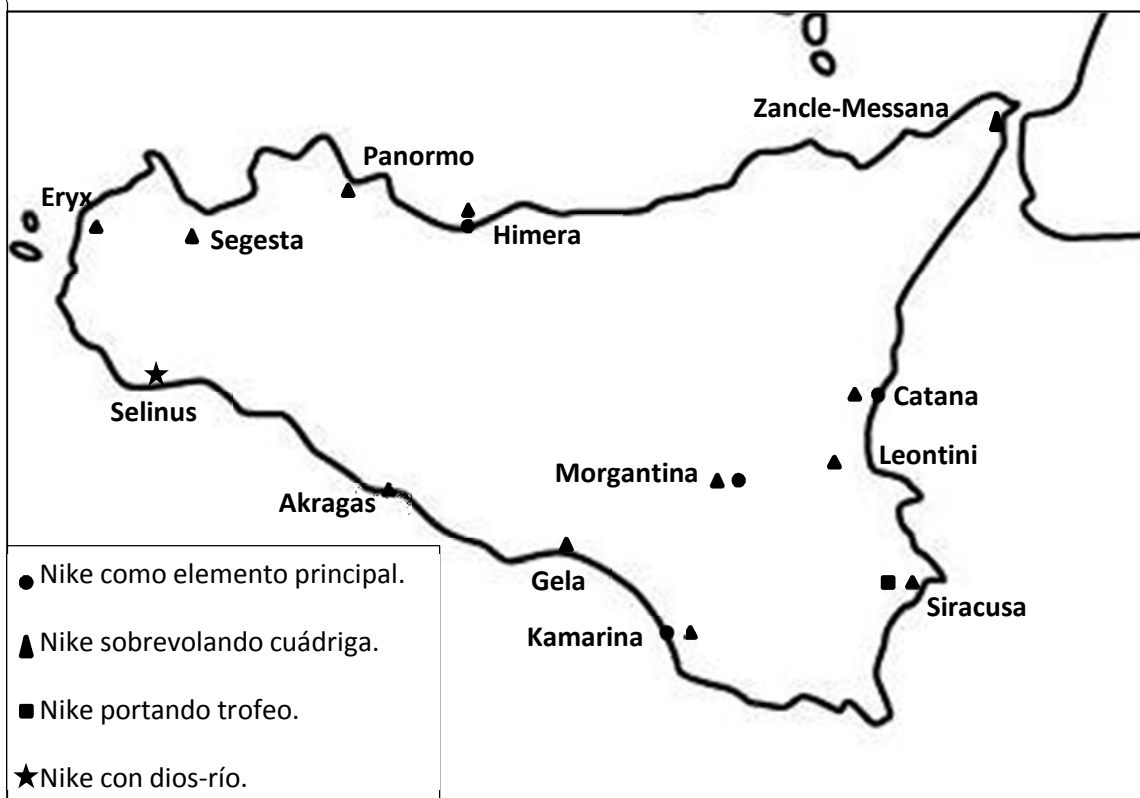 Zancle-Messana
Panormo
Eryx
Segesta
Himera
Selinus
Catana
Leontini
Morgantina
Akragas
Gela
Siracusa
Kamarina
Nike como elemento principal.
Nike sobrevolando cuádriga.
Nike portando trofeo.
Nike con dios-río.